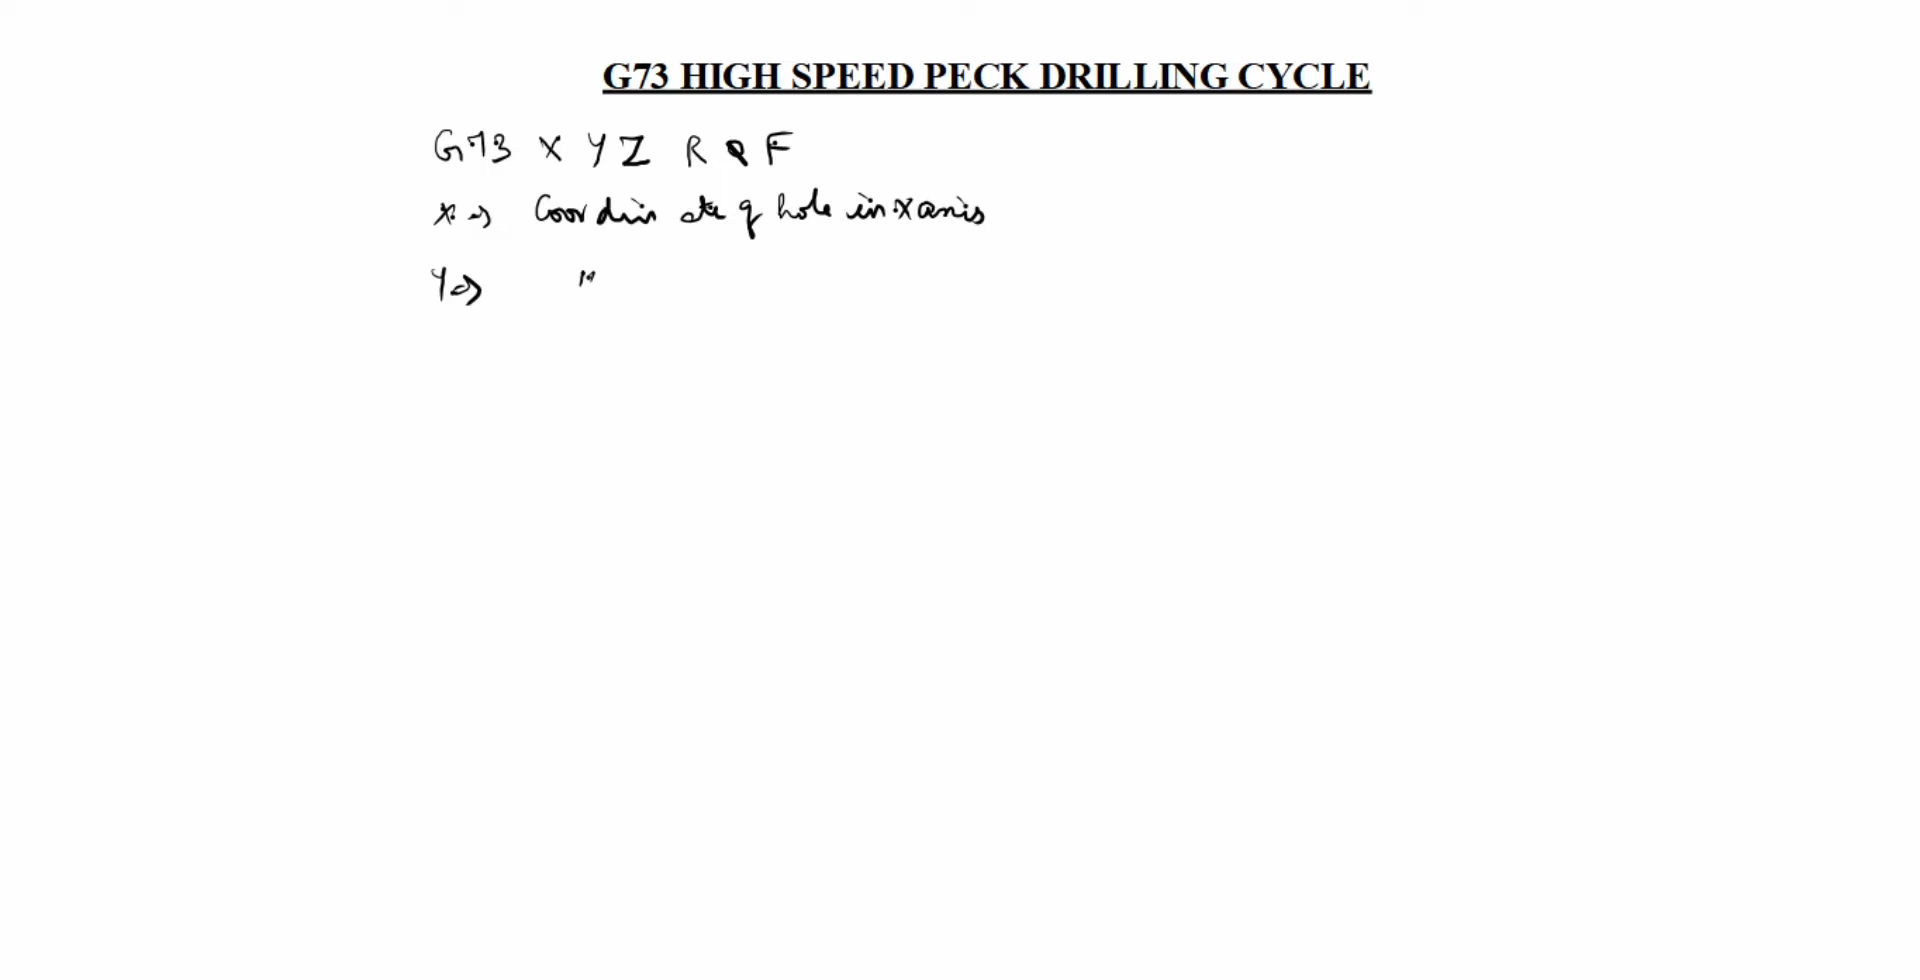 G73 HIGH SPEED PECK DRILLING CYCLE
G73 X Y Z R Q F
X => Coordinate of hole in X axis
Y => "